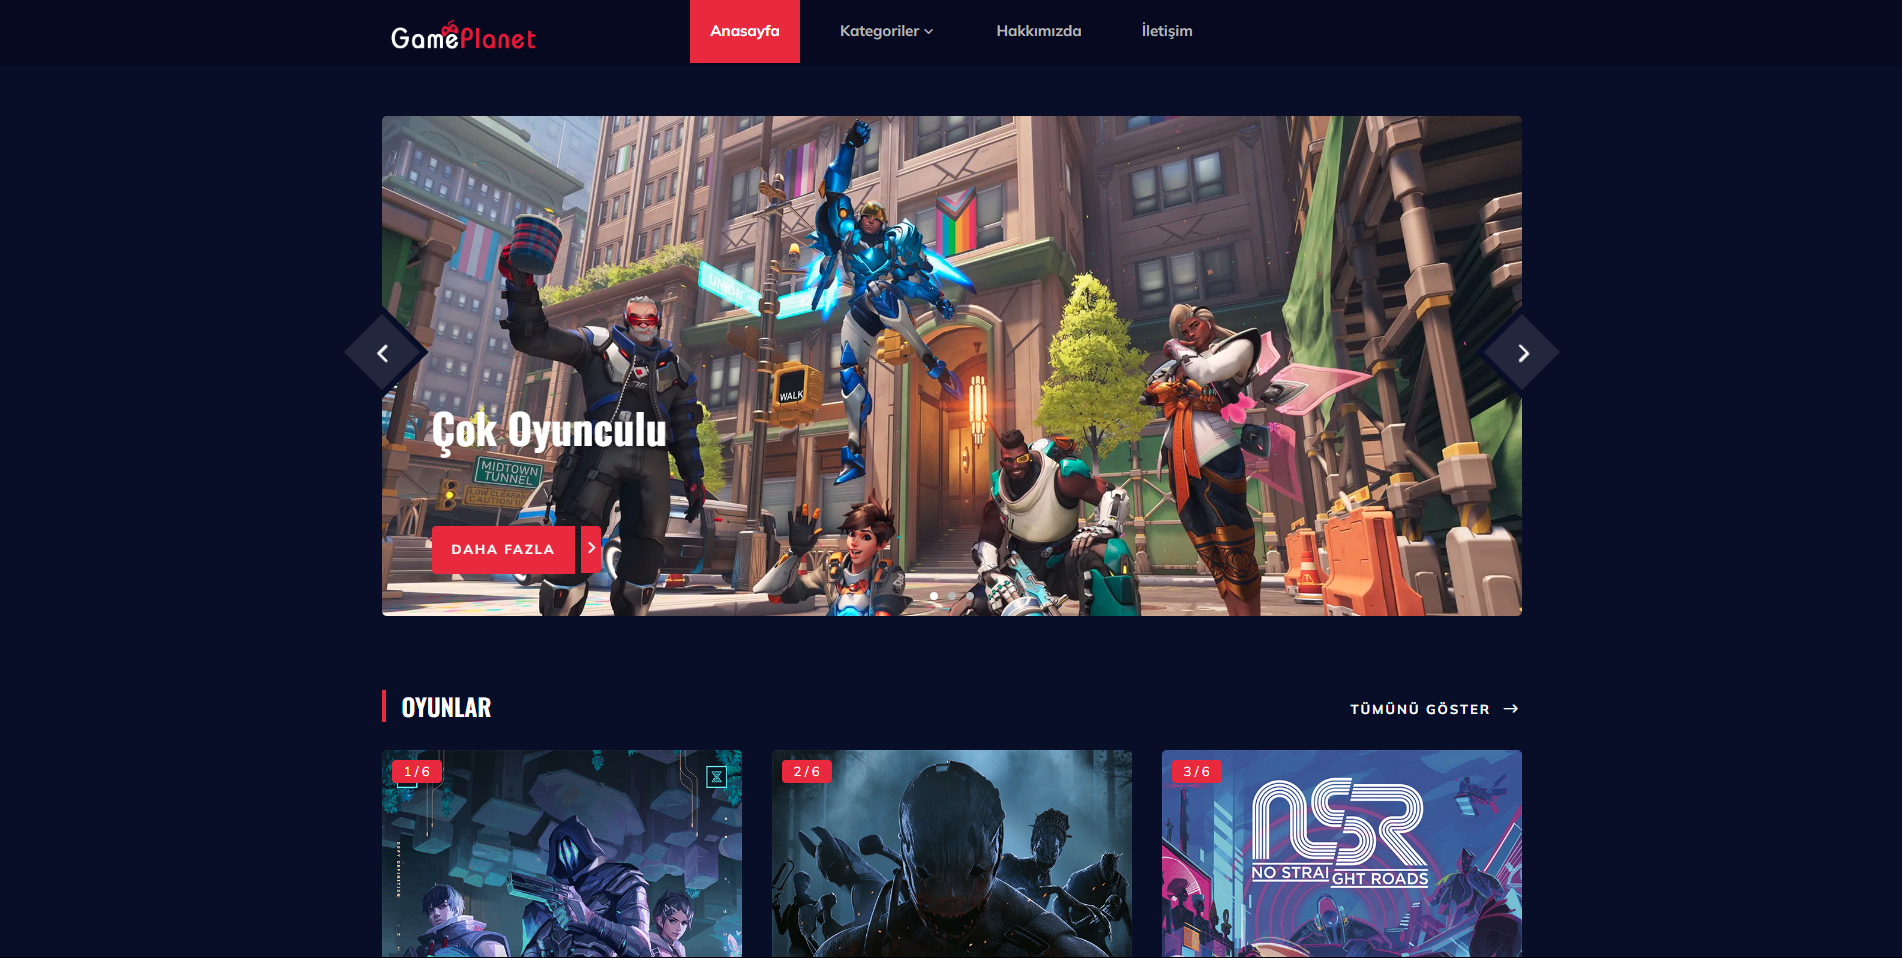 GamePlanet
Anasayfa
Kategoriler
Hakkımızda
İletişim
UNION
WALK
Çok Oyunculu
MIDTOWN
TUNNEL
LOW CLEARANCE
CAUTION
DAHA FAZLA
OYUNLAR
TÜMÜNÜ GÖSTER →
1 / 6
2 / 6
3 / 6
NSR
NO STRAIGHT ROADS